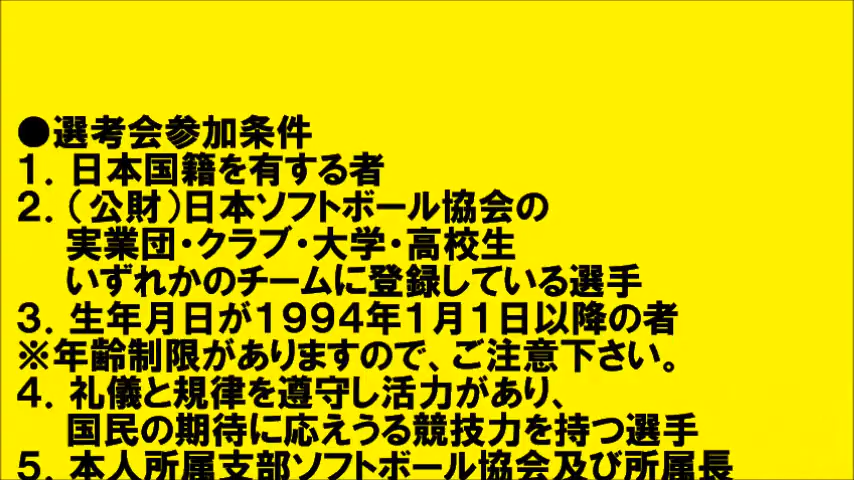 ●選考会参加条件
１．日本国籍を有する者
２．（公財）日本ソフトボール協会の
実業団・クラブ・大学・高校生
いずれかのチームに登録している選手
３．生年月日が１９９４年１月１日以降の者
※年齢制限がありますので、ご注意下さい。
４．礼儀と規律を遵守し活力があり、
国民の期待に応えうる競技力を持つ選手
５．本人所属支部ソフトボール協会及び所属長